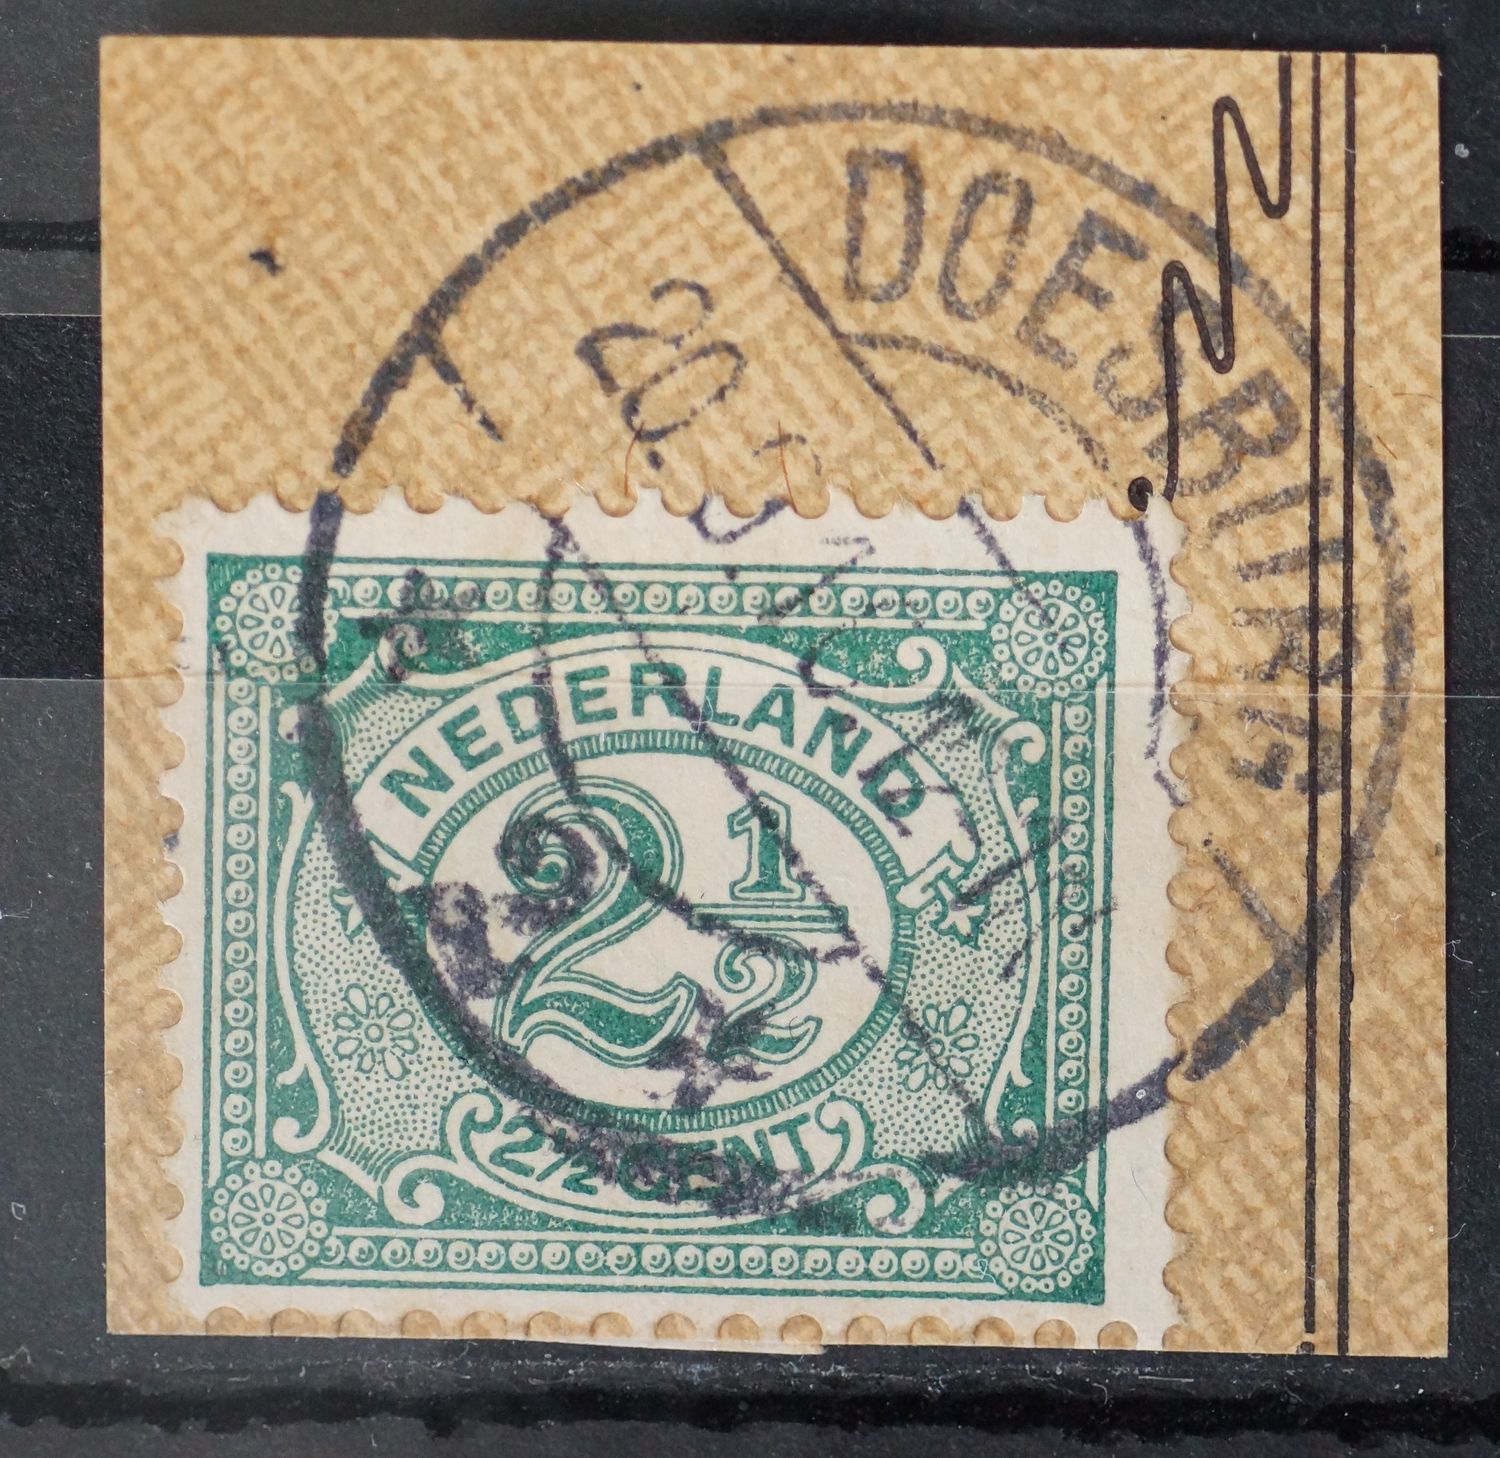 DOESBURG
20.
NEDERLAND
2 1/2
2 1/2 CENT